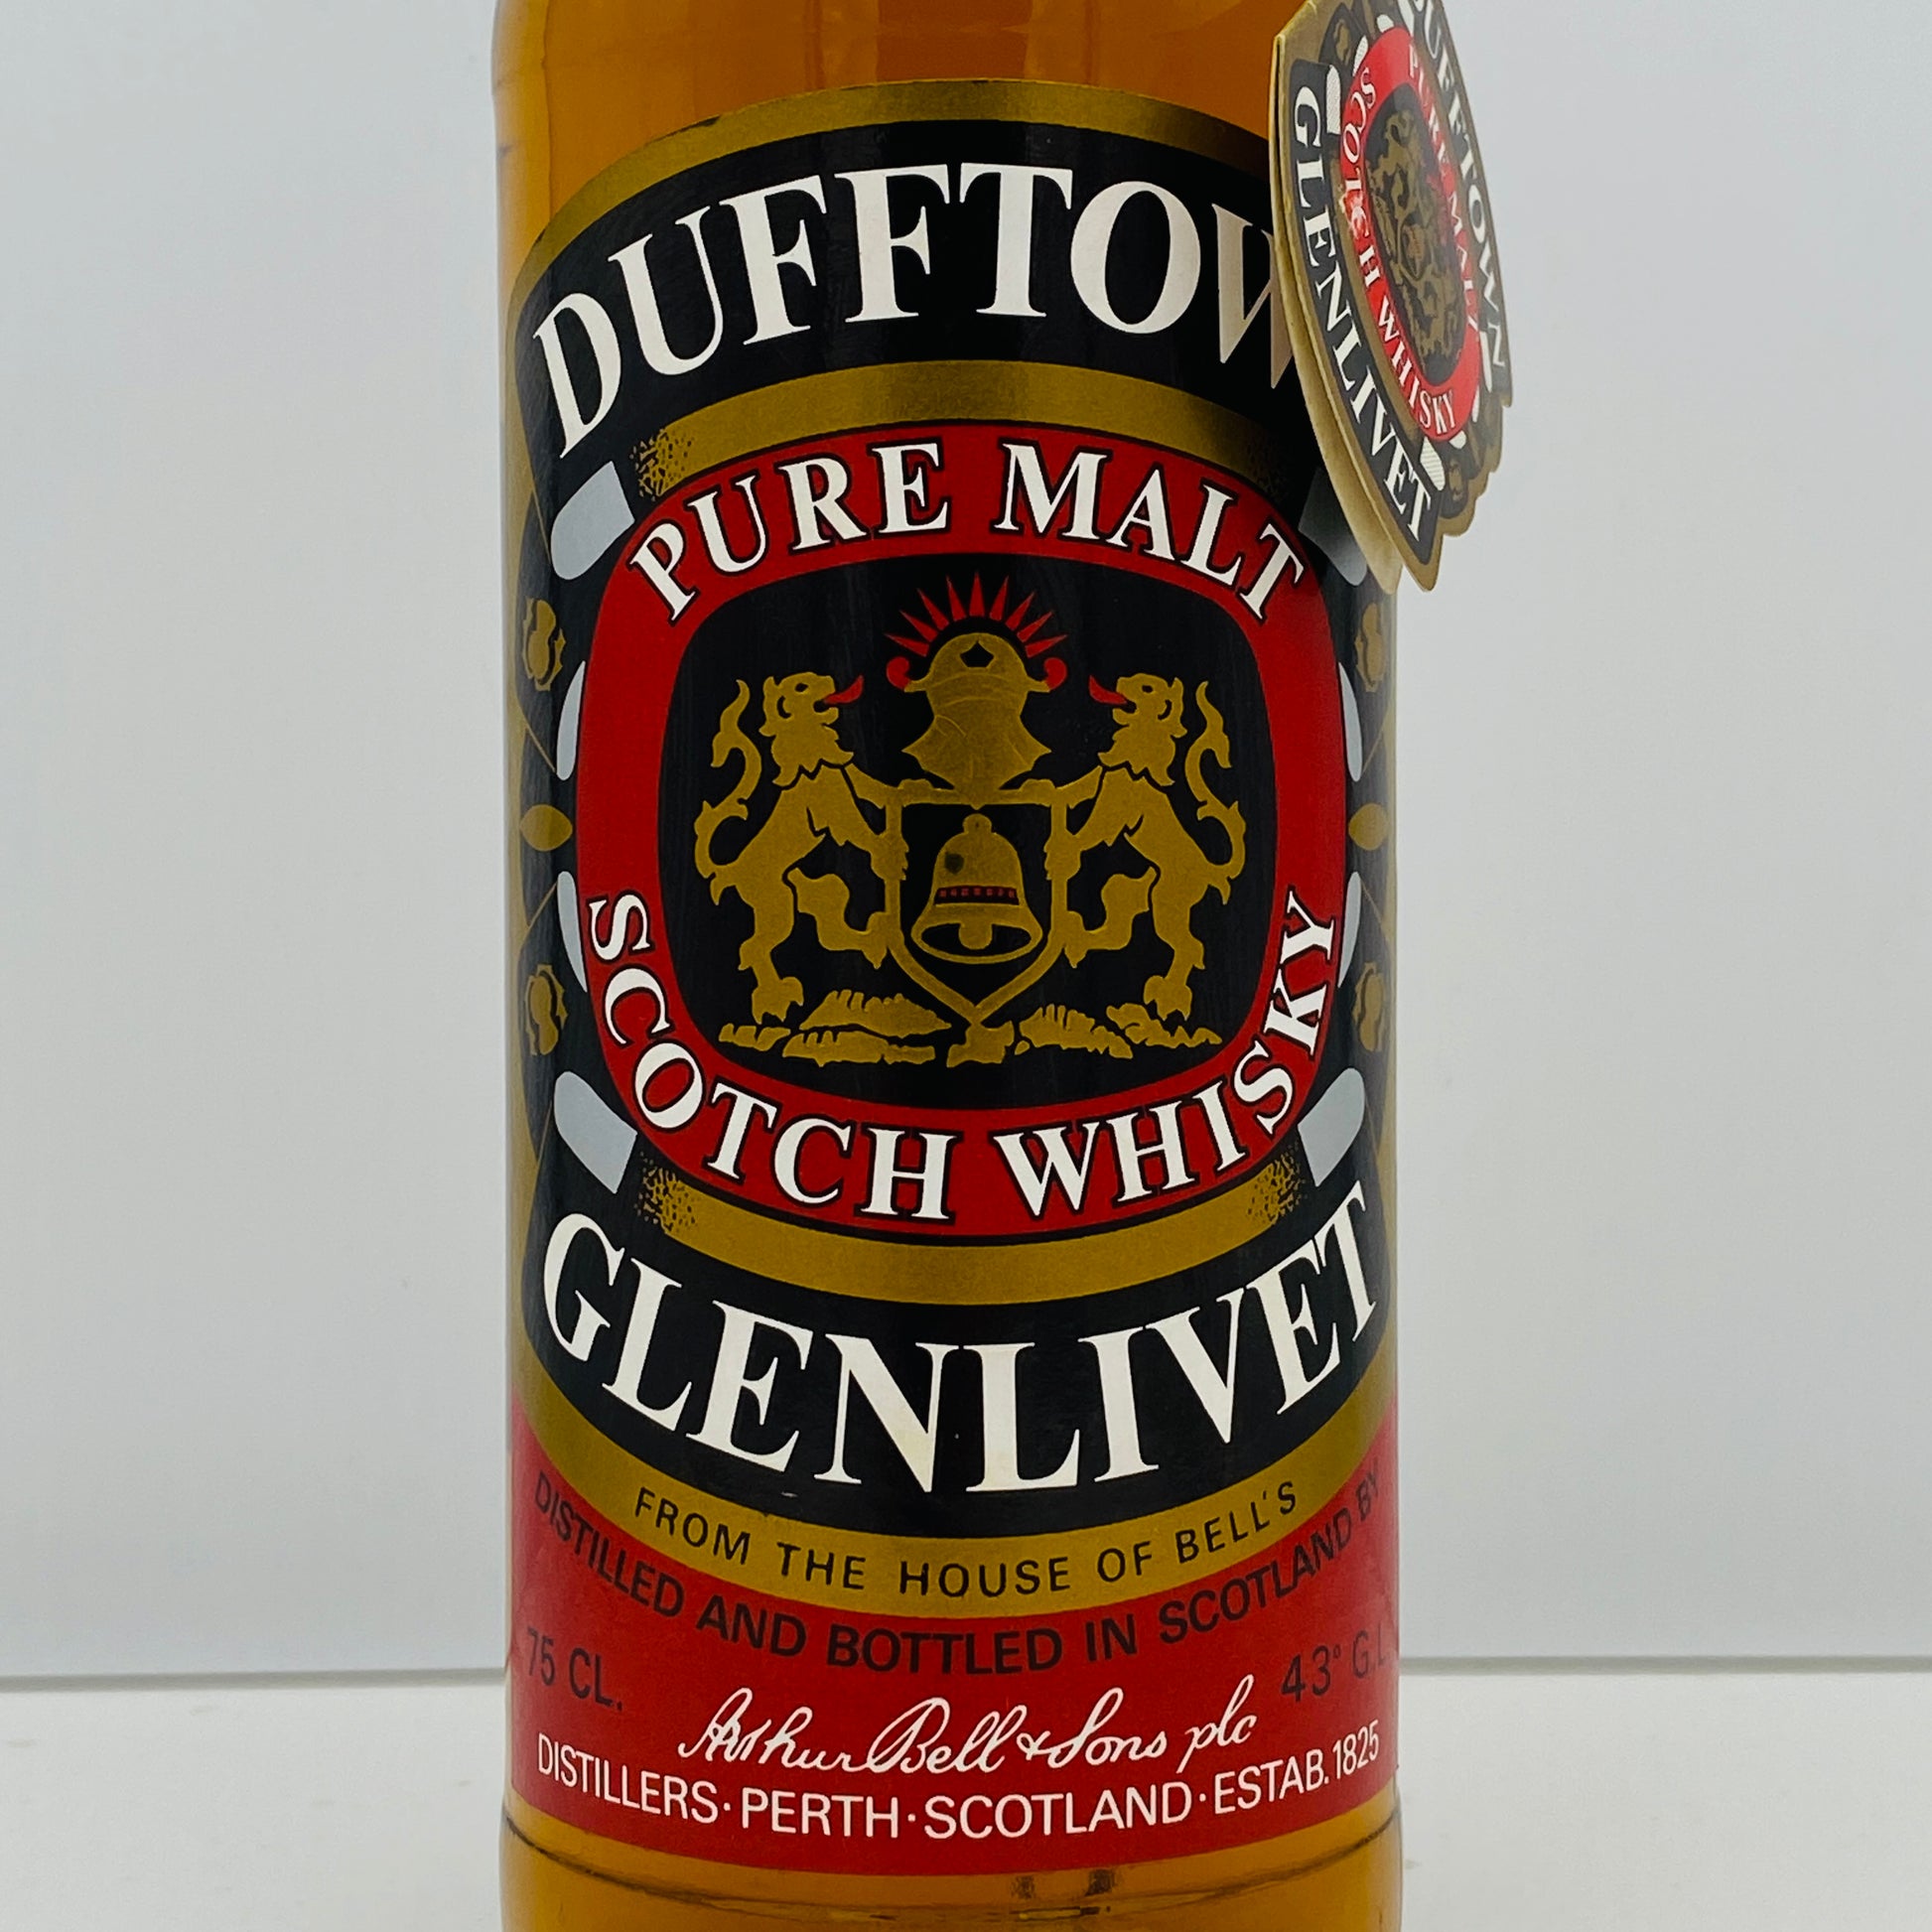 DUFFTOW
PURE MALT
SCOTCH WHISKY
GLENLIVET
FROM THE HOUSE OF BELL'S
DISTILLED AND BOTTLED IN SCOTLAND BY
75 CL.
43° G.L
Arthur Bell & Sons plc
DISTILLERS · PERTH · SCOTLAND · ESTAB. 1825
DUFFTOWN
PURE MALT
SCOTCH WHISKY
GLENLIVET